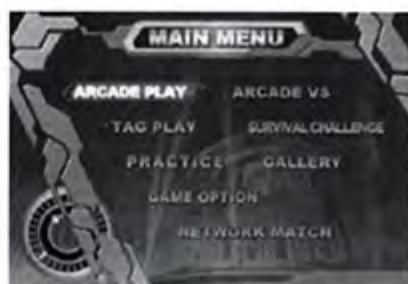 MAIN MENU
ARCADE PLAY ARCADE VS
TAG PLAY SURVIVAL CHALLENGE
PRACTICE GALLERY
GAME OPTION
NETWORK MATCH